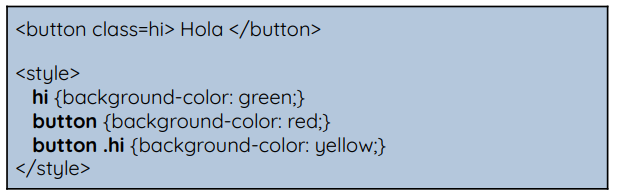 <button class=hi> Hola </button>
<style>
hi {background-color: green;}
button {background-color: red;}
button .hi {background-color: yellow;}
</style>